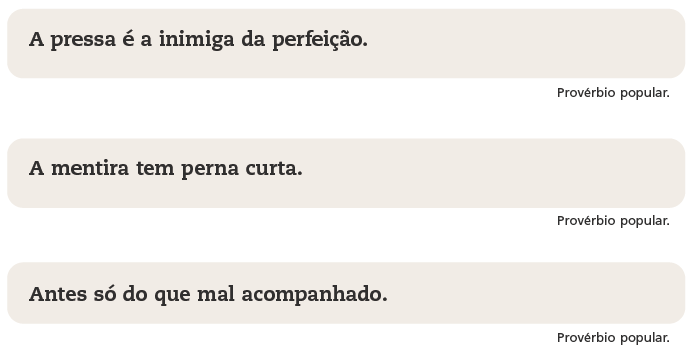 A pressa é a inimiga da perfeição.
Provérbio popular.
A mentira tem perna curta.
Provérbio popular.
Antes só do que mal acompanhado.
Provérbio popular.